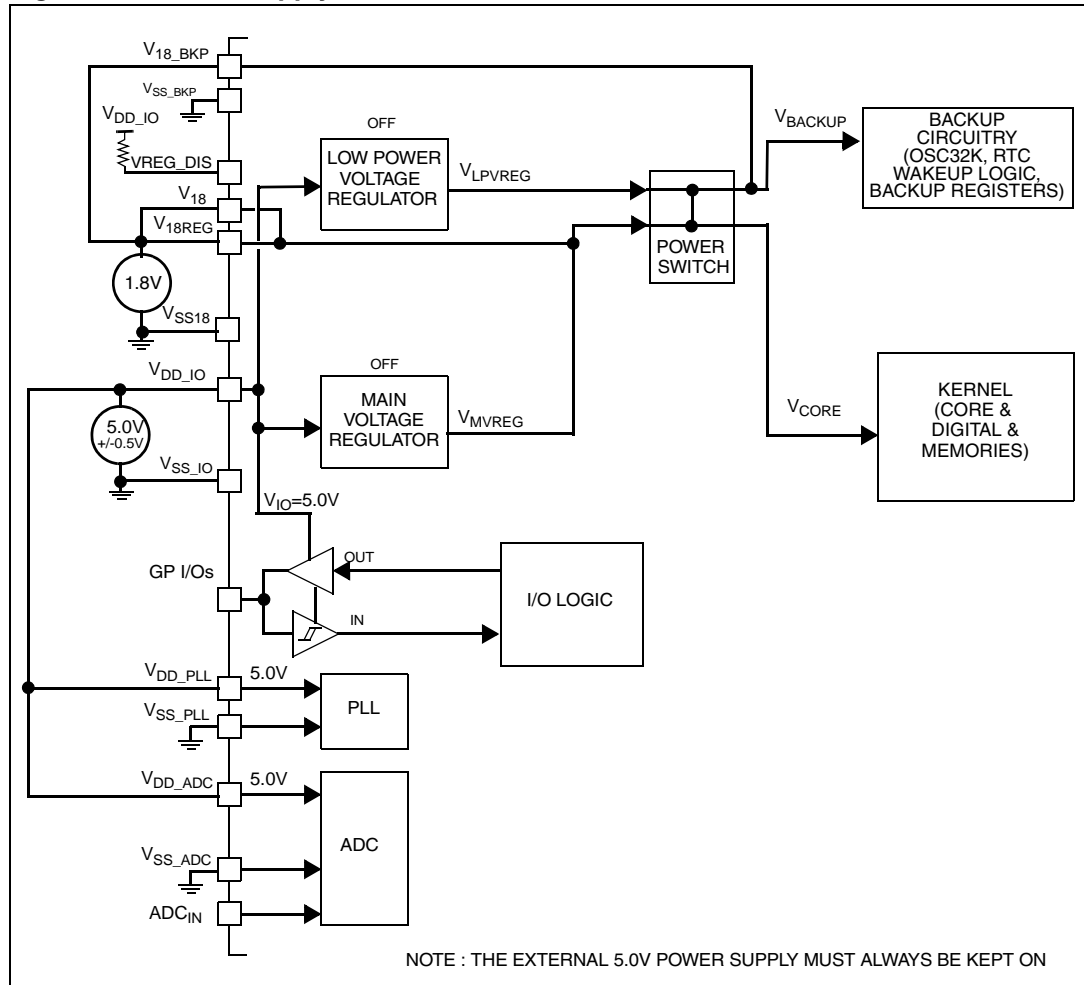 V18_BKP
VSS_BKP
VDD_IO
VREG_DIS
V18
V18REG
1.8V
VSS18
VDD_IO
5.0V
+/-0.5V
VSS_IO
GP I/Os
VDD_PLL
5.0V
VSS_PLL
VDD_ADC
5.0V
VSS_ADC
ADCIN
OFF
LOW POWER
VOLTAGE
REGULATOR
VLPVREG
OFF
MAIN
VOLTAGE
REGULATOR
VMVREG
VIO=5.0V
OUT
IN
I/O LOGIC
PLL
ADC
POWER
SWITCH
VBACKUP
BACKUP
CIRCUITRY
(OSC32K, RTC
WAKEUP LOGIC,
BACKUP REGISTERS)
VCORE
KERNEL
(CORE &
DIGITAL &
MEMORIES)
NOTE : THE EXTERNAL 5.0V POWER SUPPLY MUST ALWAYS BE KEPT ON